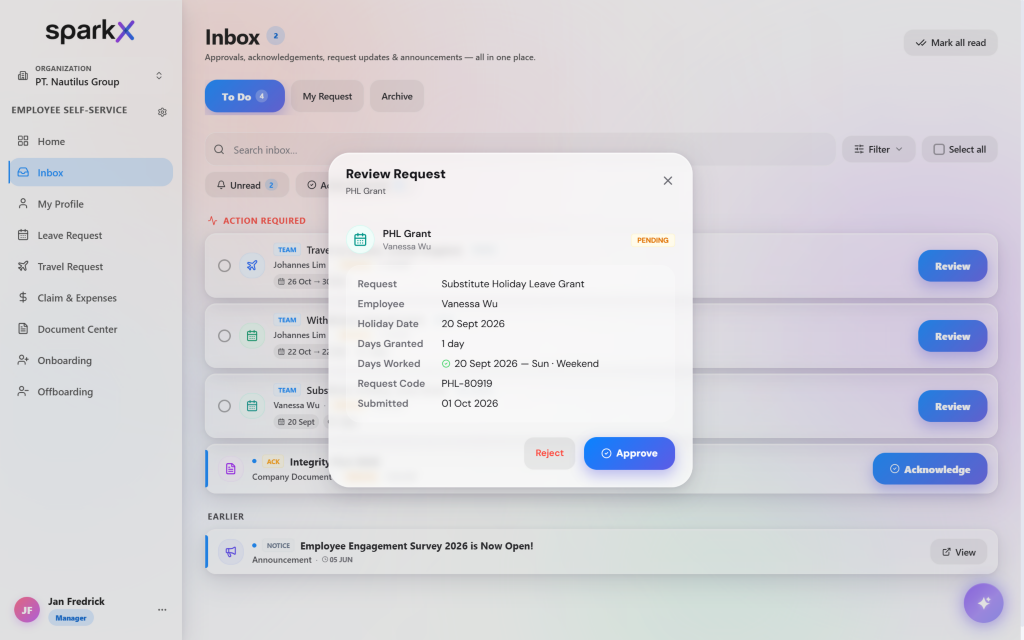 sparkX
ORGANIZATION
PT. Nautilus Group
EMPLOYEE SELF-SERVICE
Home
Inbox
My Profile
Leave Request
Travel Request
Claim & Expenses
Document Center
Onboarding
Offboarding
JF
Jan Fredrick
Manager
Inbox 2
Approvals, acknowledgements, request updates & announcements — all in one place.
Mark all read
To Do 4
My Request
Archive
Search inbox...
Filter
Select all
Unread 2
ACTION REQUIRED
TEAM
Johannes Lim
26 Oct → 30
Review
TEAM
Johannes Lim
22 Oct → 22
Review
TEAM
Vanessa Wu ·
20 Sept
Review
ACK Integrity
Company Document
Acknowledge
EARLIER
NOTICE Employee Engagement Survey 2026 is Now Open!
Announcement · 05 JUN
View
Review Request
PHL Grant
PHL Grant
Vanessa Wu
PENDING
Request Substitute Holiday Leave Grant
Employee Vanessa Wu
Holiday Date 20 Sept 2026
Days Granted 1 day
Days Worked 20 Sept 2026 — Sun · Weekend
Request Code PHL-80919
Submitted 01 Oct 2026
Reject
Approve